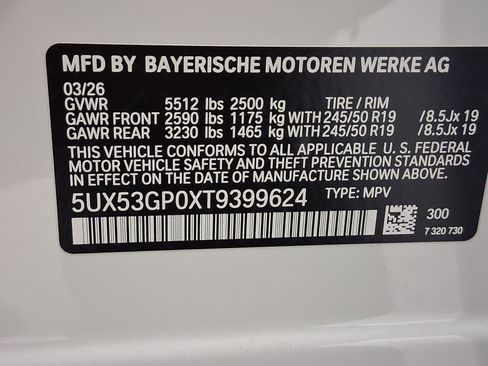 MFD BY BAYERISCHE MOTOREN WERKE AG
03/26
GVWR 5512 lbs 2500 kg TIRE / RIM
GAWR FRONT 2590 lbs 1175 kg WITH 245/50 R19 /8.5Jx 19
GAWR REAR 3230 lbs 1465 kg WITH 245/50 R19 /8.5Jx 19
THIS VEHICLE CONFORMS TO ALL APPLICABLE U. S. FEDERAL
MOTOR VEHICLE SAFETY, BUMPER, AND THEFT PREVENTION
STANDARDS IN EFFECT ON THE DATE OF MANUFACTURE SHOWN ABOVE.
5UX53GP0XT9399624 TYPE: MPV
300
7 320 730